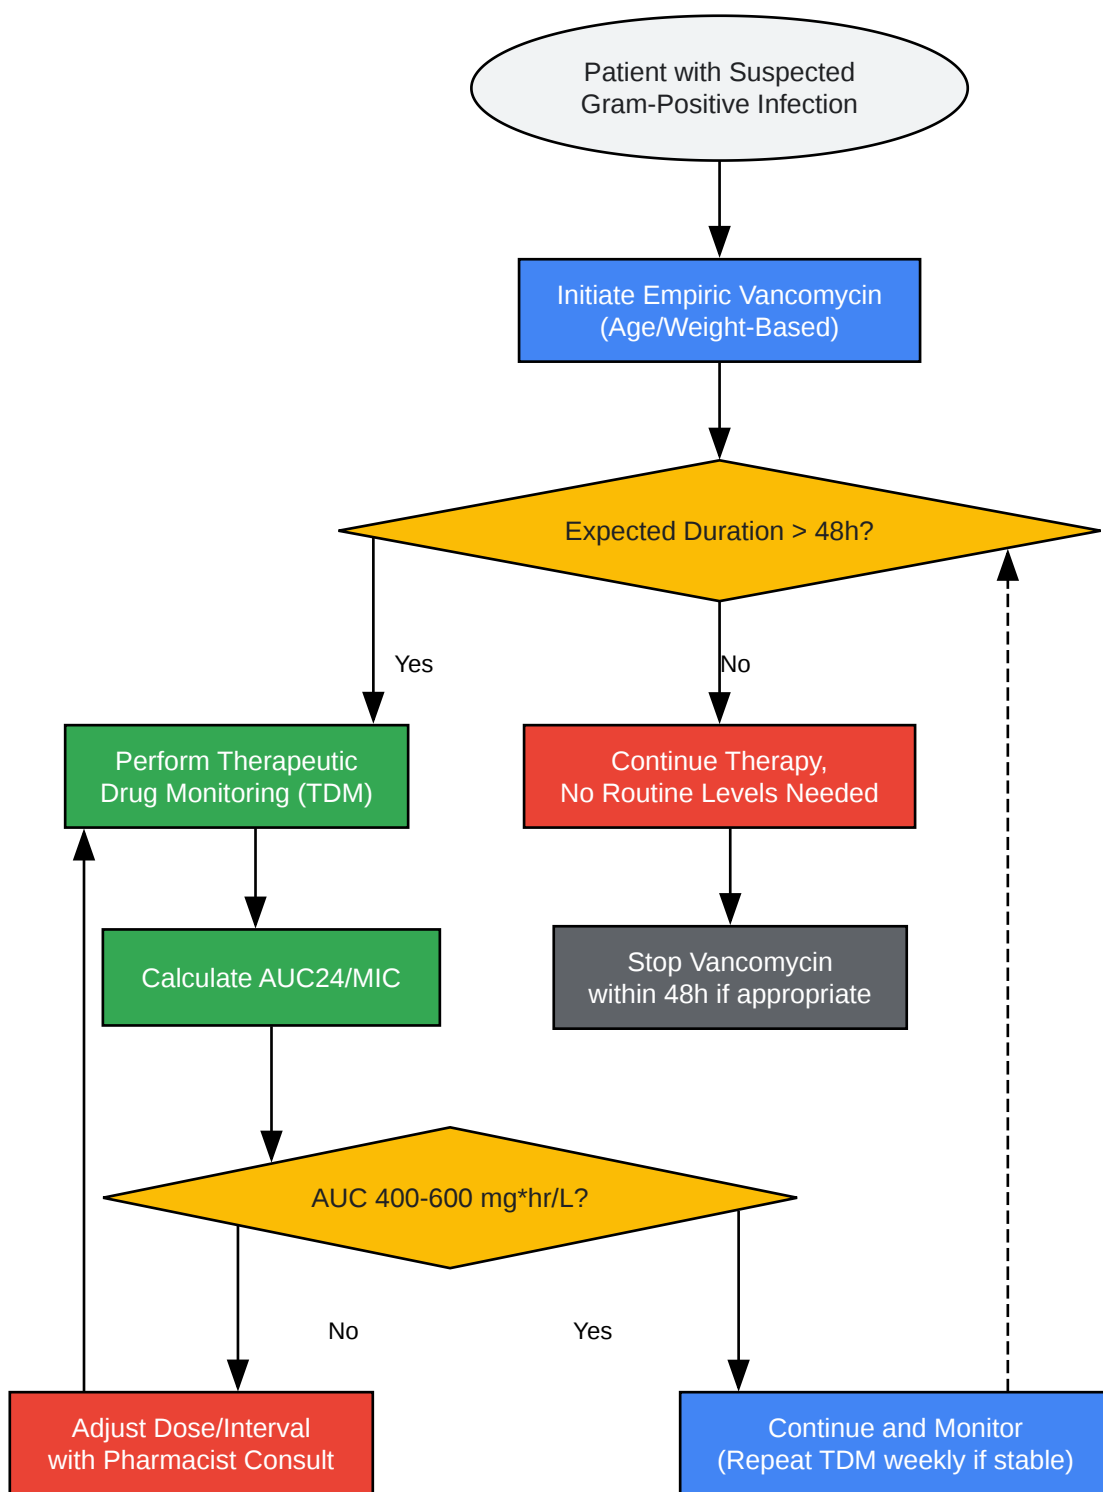 Patient with Suspected
Gram-Positive Infection
Initiate Empiric Vancomycin
(Age/Weight-Based)
Expected Duration > 48h?
Yes
No
Perform Therapeutic
Drug Monitoring (TDM)
Continue Therapy,
No Routine Levels Needed
Calculate AUC24/MIC
Stop Vancomycin
within 48h if appropriate
AUC 400-600 mg*hr/L?
No
Yes
Adjust Dose/Interval
with Pharmacist Consult
Continue and Monitor
(Repeat TDM weekly if stable)